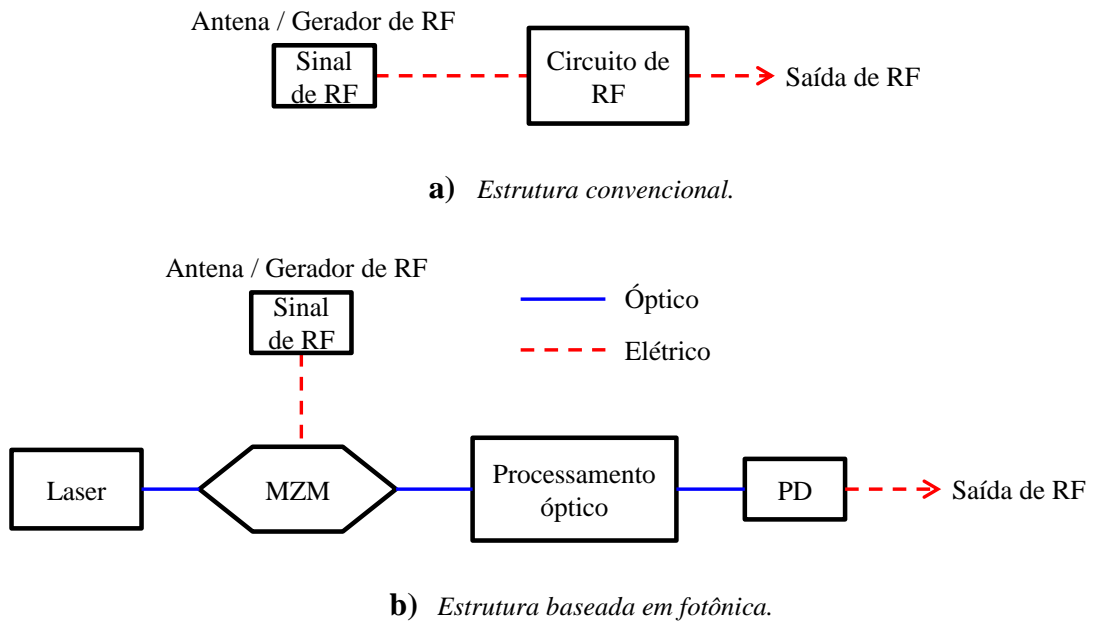 Antena / Gerador de RF
Sinal
de RF
Circuito de
RF
Saída de RF
a) Estrutura convencional.
Antena / Gerador de RF
Sinal
de RF
Óptico
Elétrico
Laser
MZM
Processamento
óptico
PD
Saída de RF
b) Estrutura baseada em fotônica.